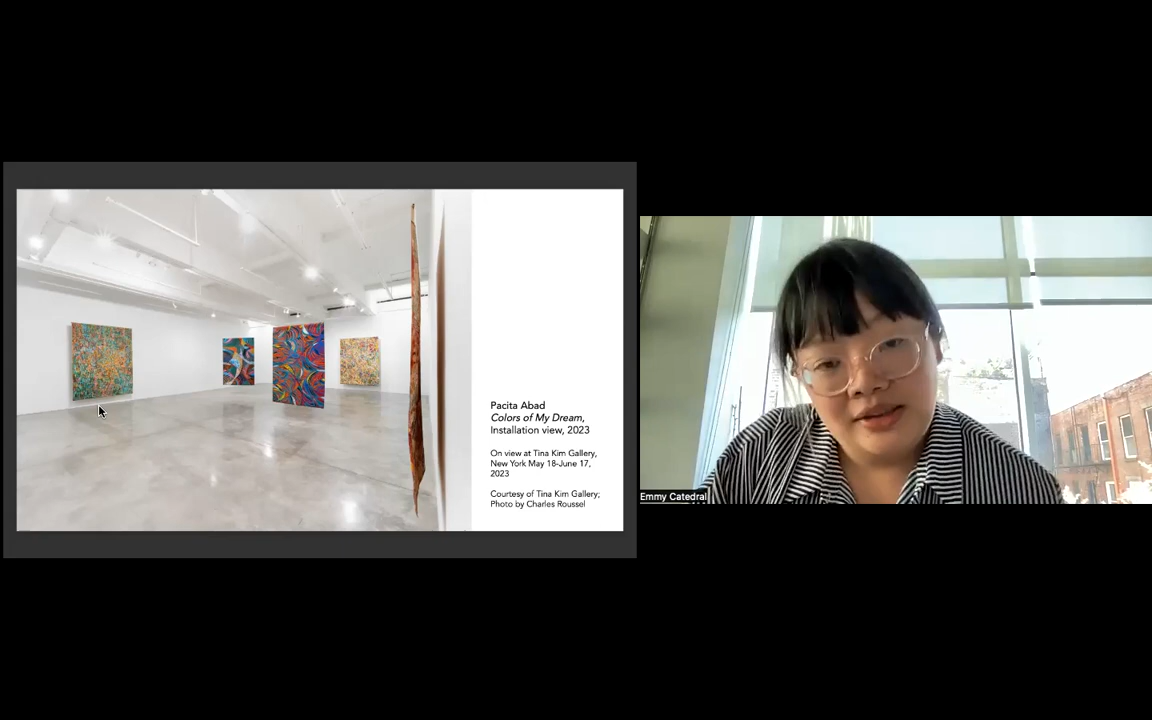 Pacita Abad
Colors of My Dream,
Installation view, 2023
On view at Tina Kim Gallery,
New York May 18-June 17,
2023
Courtesy of Tina Kim Gallery;
Photo by Charles Roussel
Emmy Catedral